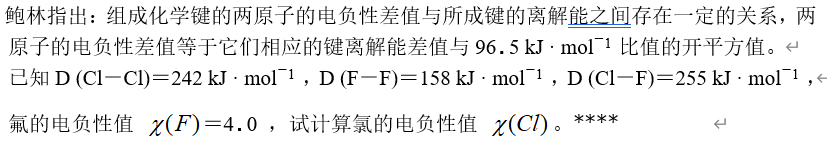 鲍林指出：组成化学键的两原子的电负性差值与所成键的离解能之间存在一定的关系，两
原子的电负性差值等于它们相应的键离解能差值与 96.5 kJ · mol⁻¹ 比值的开平方值。↵
已知 D (Cl－Cl)＝242 kJ · mol⁻¹ ，D (F－F)＝158 kJ · mol⁻¹ ，D (Cl－F)＝255 kJ · mol⁻¹ ，←
氟的电负性值 χ(F)＝4.0 ，试计算氯的电负性值 χ(Cl) 。**** ↵